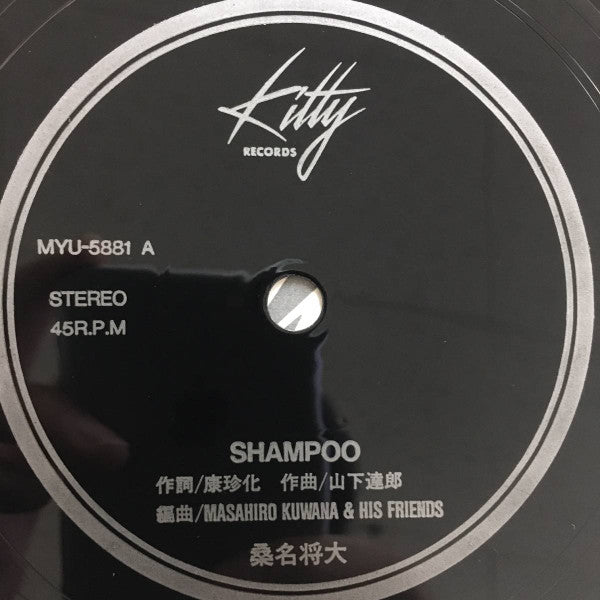 Kitty
RECORDS
MYU-5881 A
STEREO
45R.P.M
SHAMPOO
作詞/康珍化 作曲/山下達郎
編曲/MASAHIRO KUWANA & HIS FRIENDS
桑名将大